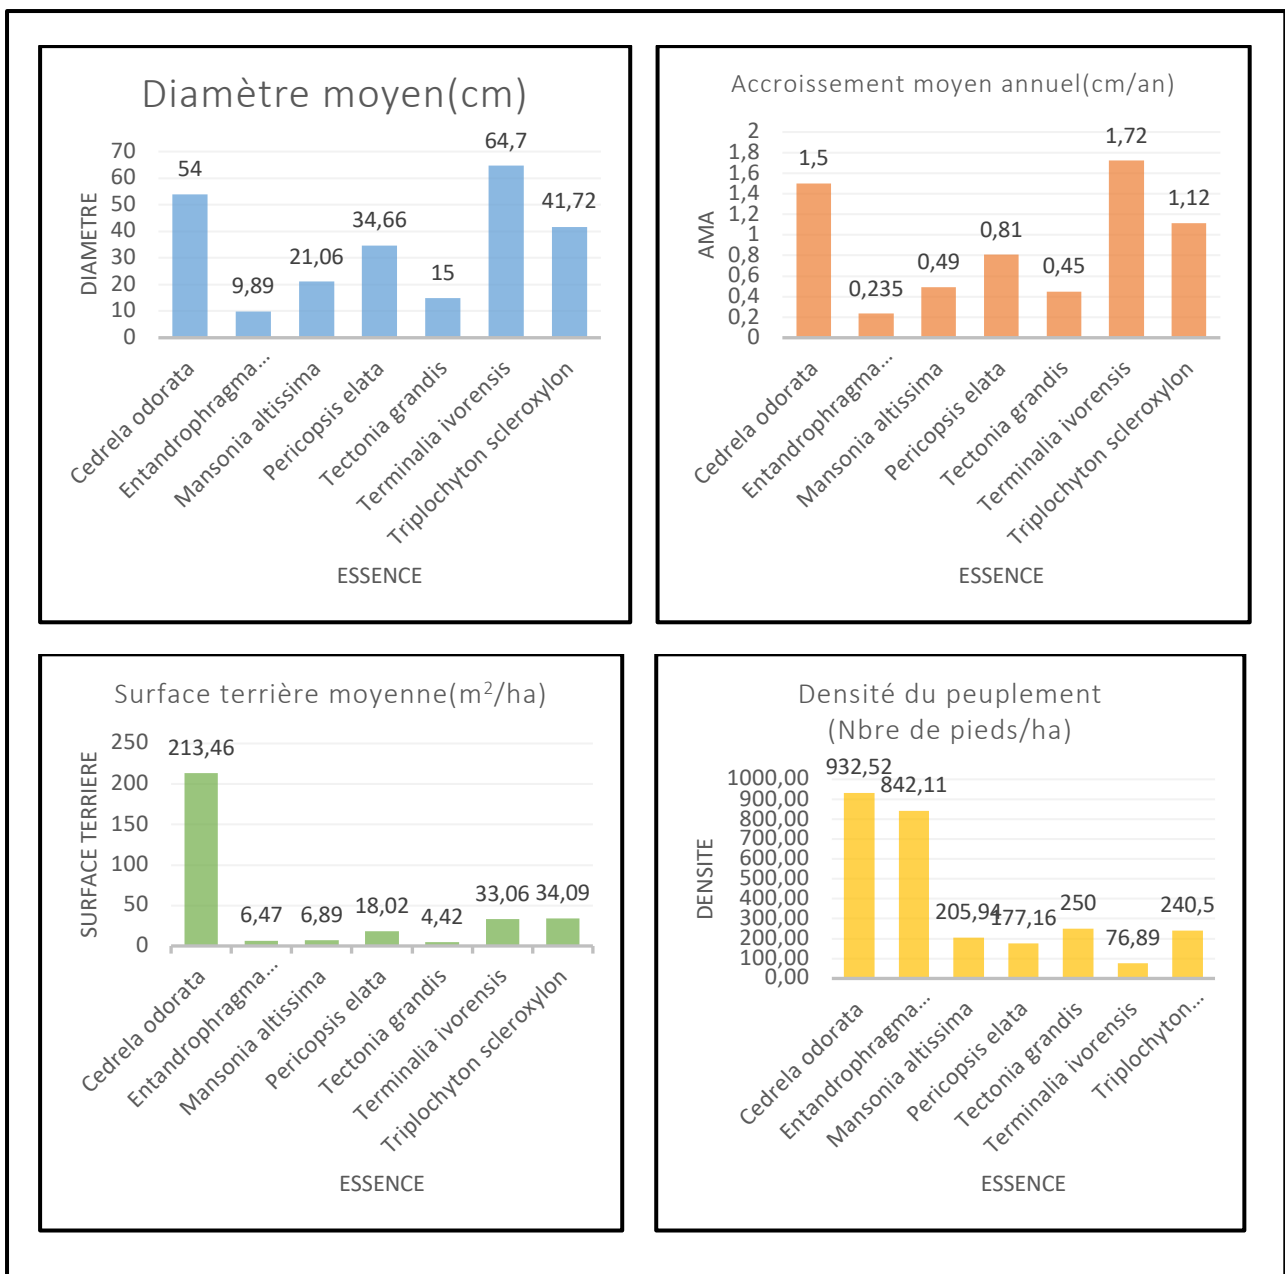 Diamètre moyen(cm)
DIAMETRE
70
60
50
40
30
20
10
0
54
9,89
21,06
34,66
15
64,7
41,72
Cedrela odorata
Entandrophragma...
Mansonia altissima
Pericopsis elata
Tectonia grandis
Terminalia ivorensis
Triplochyton scleroxylon
ESSENCE
Accroissement moyen annuel(cm/an)
AMA
2
1,8
1,6
1,4
1,2
1
0,8
0,6
0,4
0,2
0
1,5
0,235
0,49
0,81
0,45
1,72
1,12
Cedrela odorata
Entandrophragma...
Mansonia altissima
Pericopsis elata
Tectonia grandis
Terminalia ivorensis
Triplochyton scleroxylon
ESSENCE
Surface terrière moyenne(m²/ha)
SURFACE TERRIERE
250
200
150
100
50
0
213,46
6,47
6,89
18,02
4,42
33,06
34,09
Cedrela odorata
Entandrophragma...
Mansonia altissima
Pericopsis elata
Tectonia grandis
Terminalia ivorensis
Triplochyton scleroxylon
ESSENCE
Densité du peuplement
(Nbre de pieds/ha)
DENSITE
1000,00
900,00
800,00
700,00
600,00
500,00
400,00
300,00
200,00
100,00
0,00
932,52
842,11
205,94
177,16
250
76,89
240,5
Cedrela odorata
Entandrophragma...
Mansonia altissima
Pericopsis elata
Tectonia grandis
Terminalia ivorensis
Triplochyton...
ESSENCE